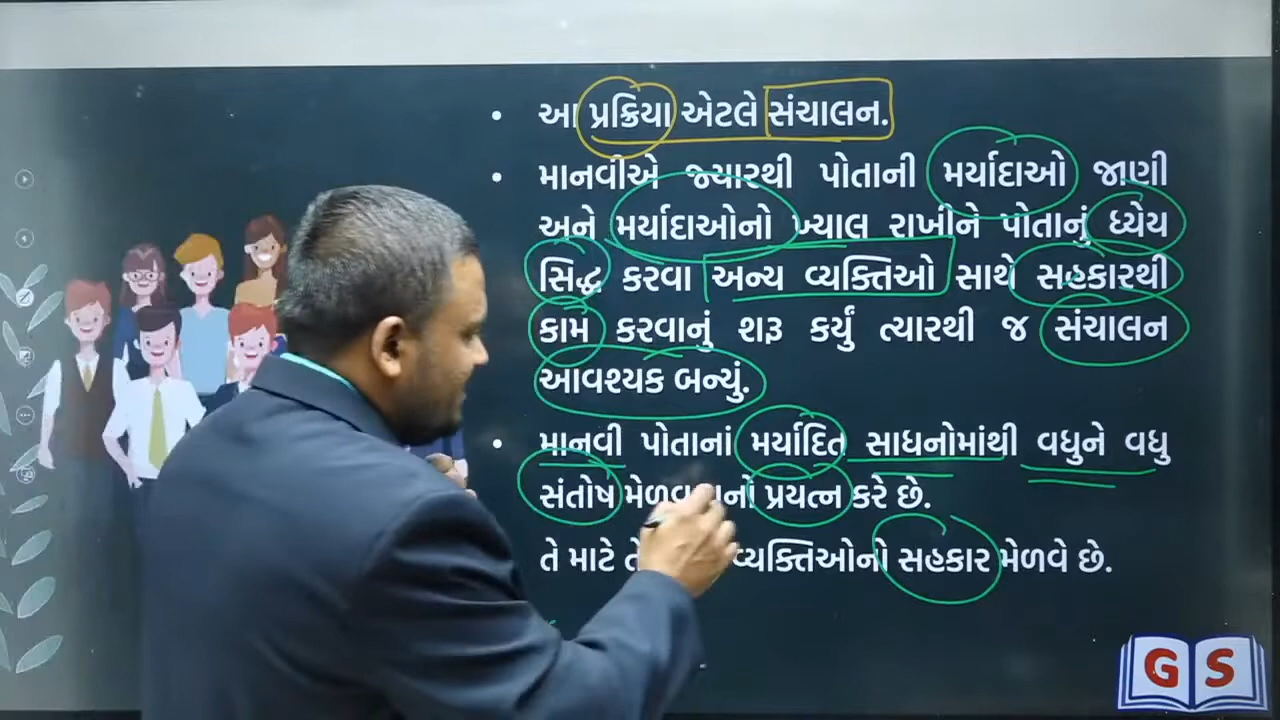 • આ પ્રક્રિયા એટલે સંચાલન.
• માનવીએ જ્યારથી પોતાની મર્યાદાઓ જાણી
અને મર્યાદાઓનો ખ્યાલ રાખીને પોતાનું ધ્યેય
સિદ્ધ કરવા અન્ય વ્યક્તિઓ સાથે સહકારથી
કામ કરવાનું શરૂ કર્યું ત્યારથી જ સંચાલન
આવશ્યક બન્યું.
• માનવી પોતાનાં મર્યાદિત સાધનોમાંથી વધુને વધુ
સંતોષ પ્રયત્ન કરે છે.
તે માટે વ્યક્તિઓનો સહકાર મેળવે છે.
GS